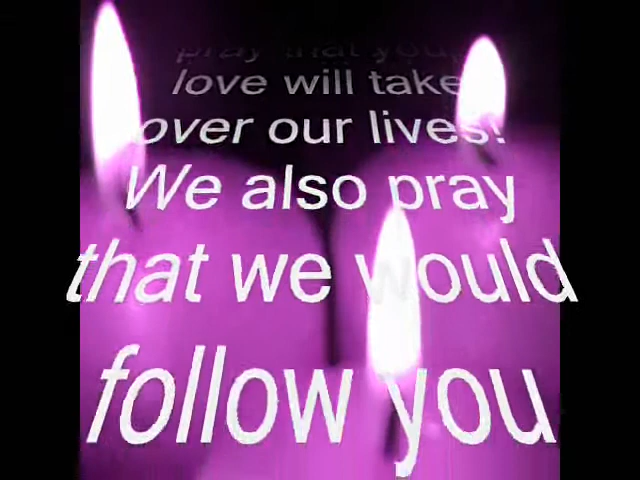 pray that your
love will take
over our lives!
We also pray
that we would
follow you